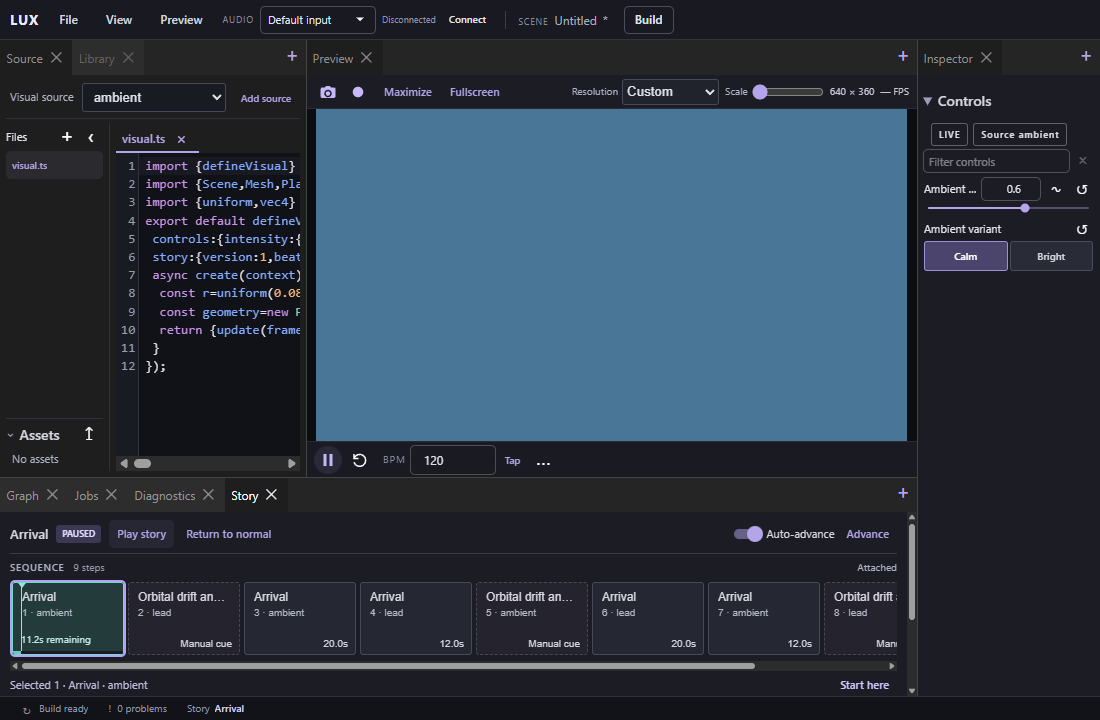 LUX File View Preview AUDIO Default input Disconnected Connect SCENE Untitled * Build
Source Library
Visual source ambient Add source
Files
visual.ts
visual.ts
1 import {defineVisual}
2 import {Scene,Mesh,Pla
3 import {uniform,vec4}
4 export default defineV
5 controls:{intensity:{
6 story:{version:1,beat
7 async create(context)
8 const r=uniform(0.08
9 const geometry=new P
10 return {update(frame
11 }
12 });
Assets
No assets
Preview
Maximize Fullscreen Resolution Custom Scale 640 × 360 — FPS
BPM 120 Tap ...
Inspector
Controls
LIVE Source ambient
Filter controls
Ambient ... 0.6
Ambient variant
Calm Bright
Graph Jobs Diagnostics Story
Arrival PAUSED Play story Return to normal Auto-advance Advance
SEQUENCE 9 steps Attached
Arrival
1 · ambient
11.2s remaining
Orbital drift an...
2 · lead
Manual cue
Arrival
3 · ambient
20.0s
Arrival
4 · lead
12.0s
Orbital drift an...
5 · ambient
Manual cue
Arrival
6 · lead
20.0s
Arrival
7 · ambient
12.0s
Orbital drift
8 · lead
Man
Selected 1 · Arrival · ambient Start here
Build ready ! 0 problems Story Arrival